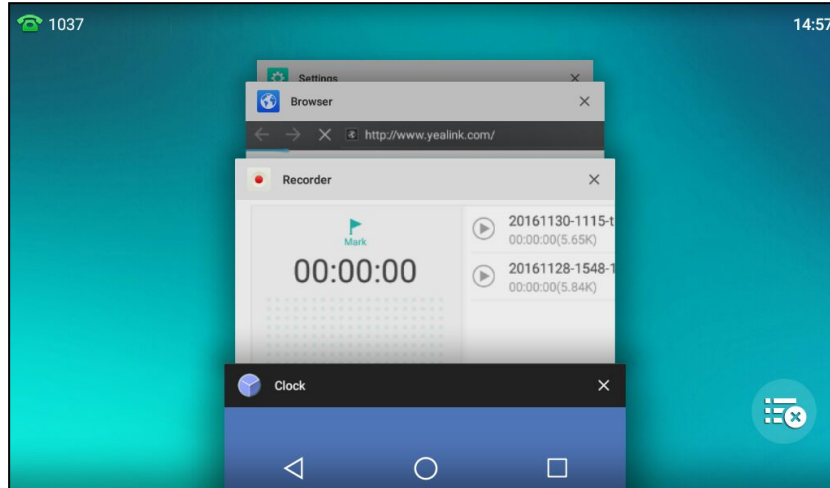 1037
14:57
Settings
Browser
http://www.yealink.com/
Recorder
Mark
00:00:00
20161130-1115-t
00:00:00(5.65K)
20161128-1548-1
00:00:00(5.84K)
Clock